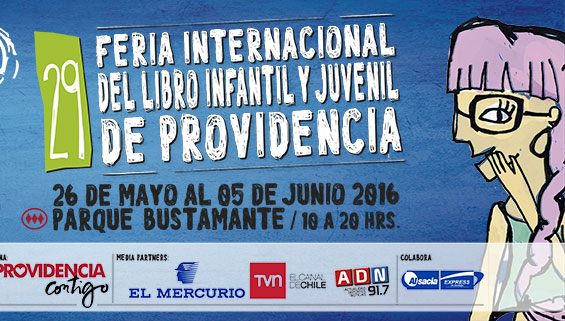 29
FERIA INTERNACIONAL
DEL LIBRO INFANTIL Y JUVENIL
DE PROVIDENCIA
26 DE MAYO AL 05 DE JUNIO 2016
PARQUE BUSTAMANTE / 10 A 20 HRS.
NA:
PROVIDENCIA
contigo
MEDIA PARTNERS:
EL MERCURIO
TVN
EL CANAL
DE CHILE
ADN
91.7
COLABORA
Alsacia
EXPRESS